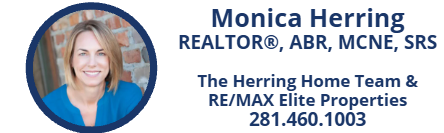 Monica Herring
REALTOR®, ABR, MCNE, SRS
The Herring Home Team &
RE/MAX Elite Properties
281.460.1003